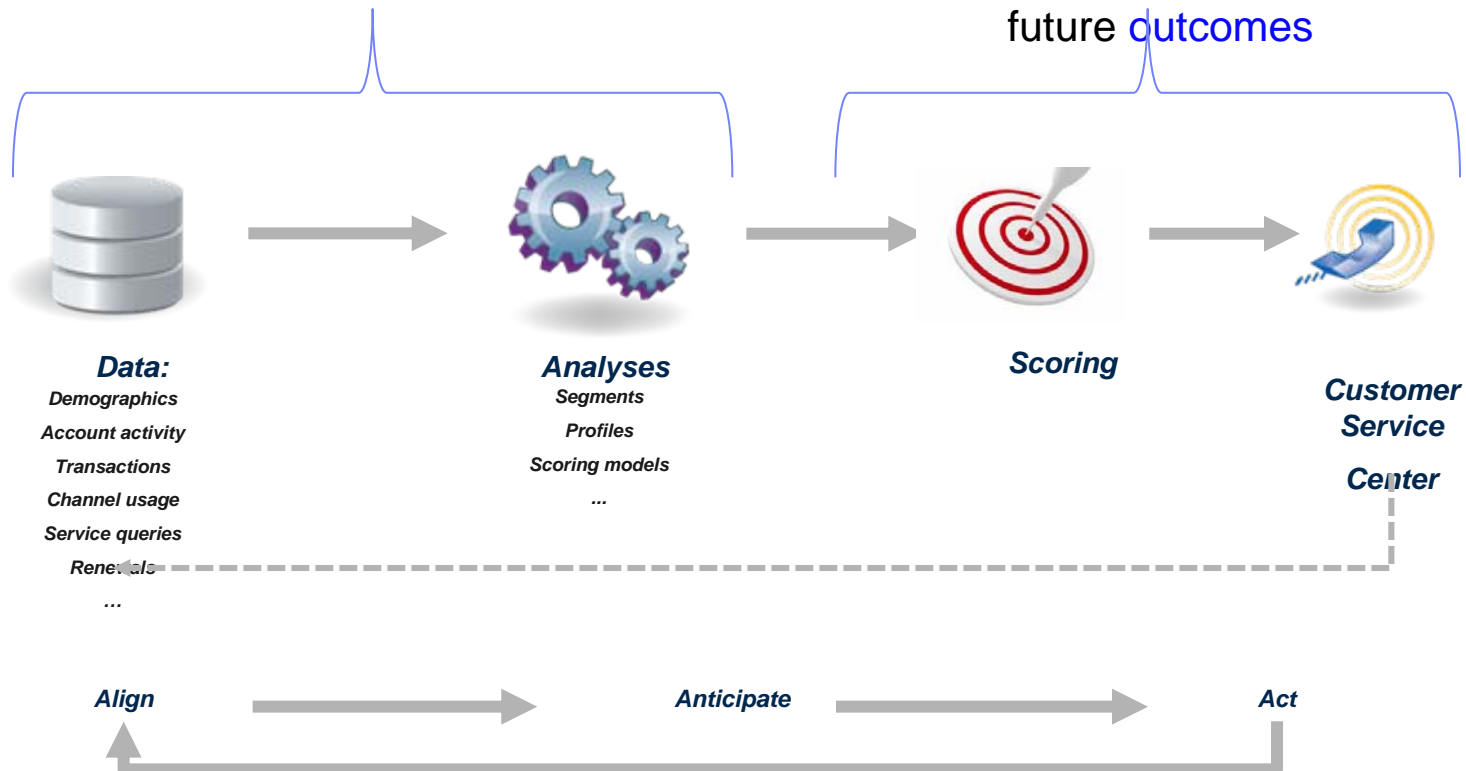 future outcomes
Data:
Demographics
Account activity
Transactions
Channel usage
Service queries
Renewals
…
Analyses
Segments
Profiles
Scoring models
...
Scoring
Customer
Service
Center
Align
Anticipate
Act